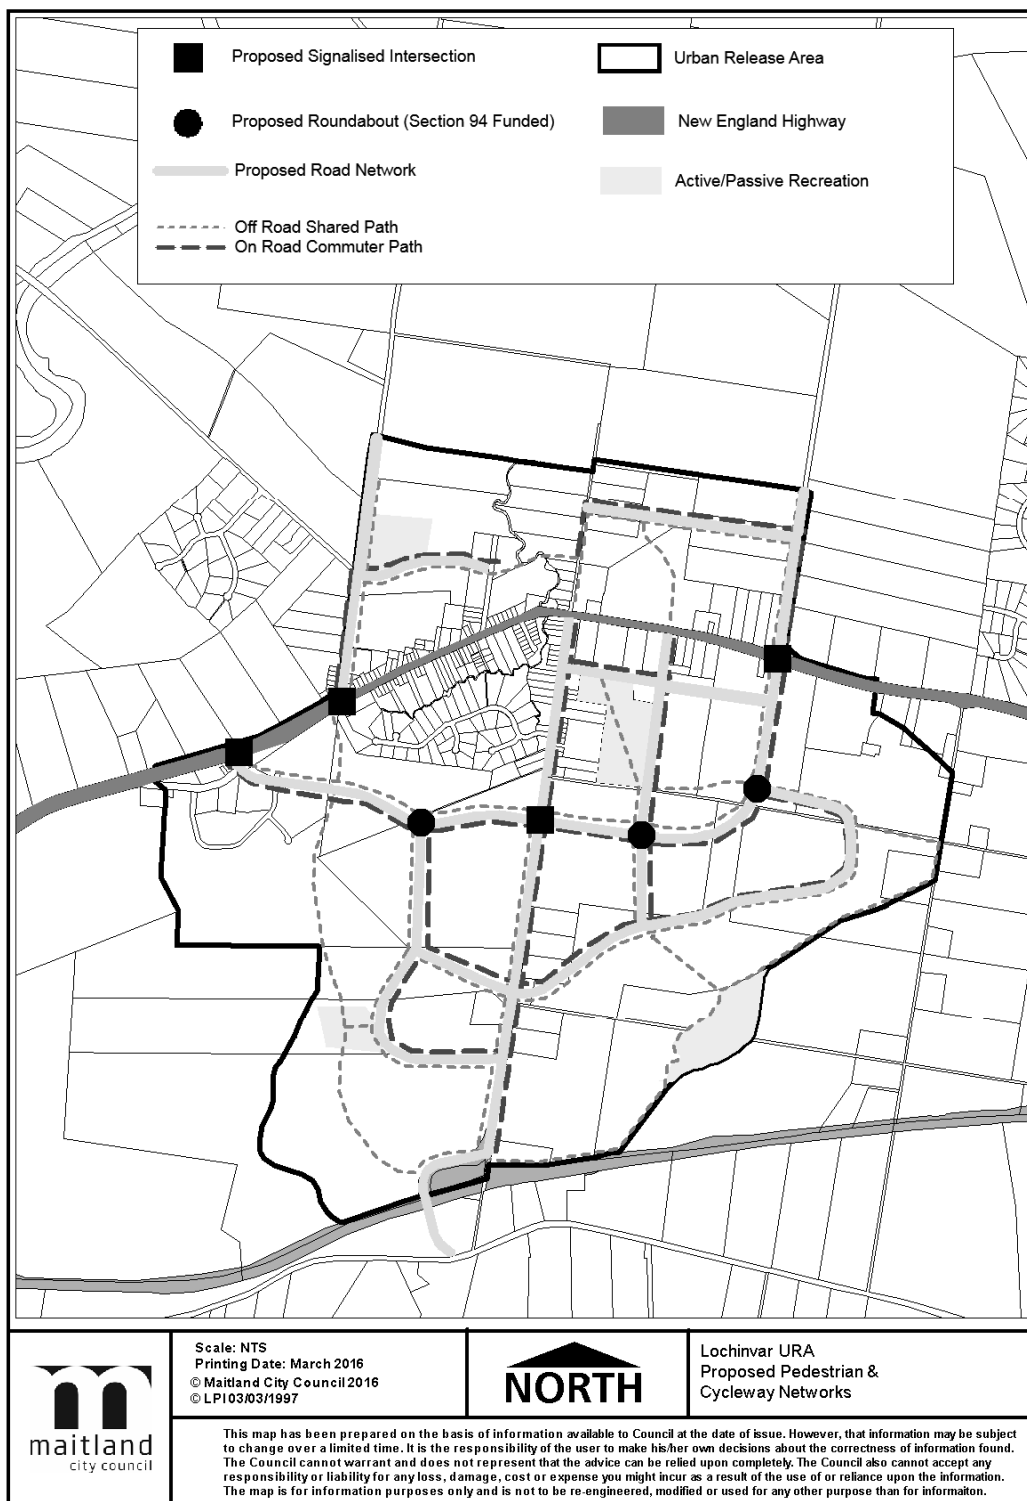 Proposed Signalised Intersection
Urban Release Area
Proposed Roundabout (Section 94 Funded)
New England Highway
Proposed Road Network
Active/Passive Recreation
Off Road Shared Path
On Road Commuter Path
maitland
city council
Scale: NTS
Printing Date: March 2016
© Maitland City Council 2016
© LPI 03/03/1997
NORTH
Lochinvar URA
Proposed Pedestrian &
Cycleway Networks
This map has been prepared on the basis of information available to Council at the date of issue. However, that information may be subject
to change over a limited time. It is the responsibility of the user to make his/her own decisions about the correctness of information found.
The Council cannot warrant and does not represent that the advice can be relied upon completely. The Council also cannot accept any
responsibility or liability for any loss, damage, cost or expense you might incur as a result of the use of or reliance upon the information.
The map is for information purposes only and is not to be re-engineered, modified or used for any other purpose than for informaiton.